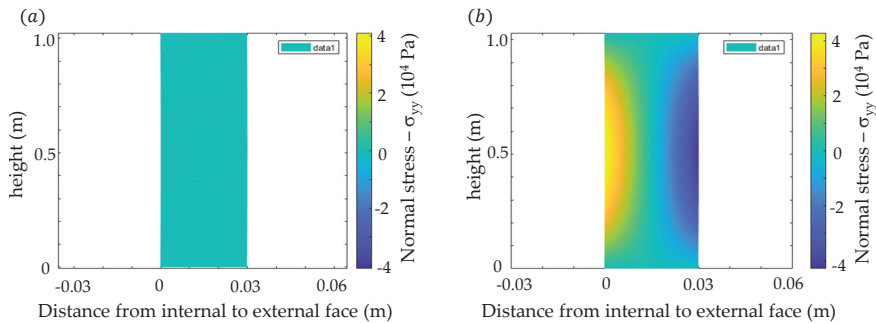 (a)
1.0
0.5
0
height (m)
-0.03
0
0.03
0.06
Distance from internal to external face (m)
data1
4
2
0
-2
-4
Normal stress – σyy (10⁴ Pa)
(b)
1.0
0.5
0
height (m)
-0.03
0
0.03
0.06
Distance from internal to external face (m)
data1
4
2
0
-2
-4
Normal stress – σyy (10⁴ Pa)